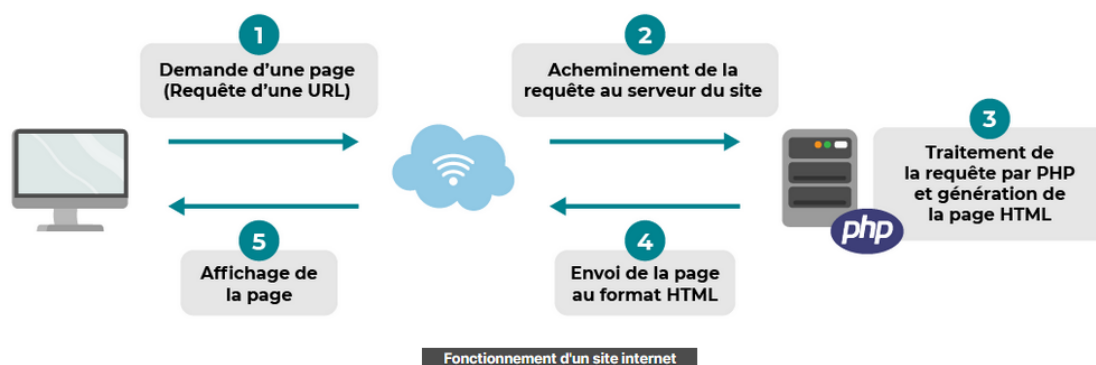 1
Demande d’une page
(Requête d’une URL)
2
Acheminement de la
requête au serveur du site
3
Traitement de
la requête par PHP
et génération de
la page HTML
php
4
Envoi de la page
au format HTML
5
Affichage de
la page
Fonctionnement d'un site internet